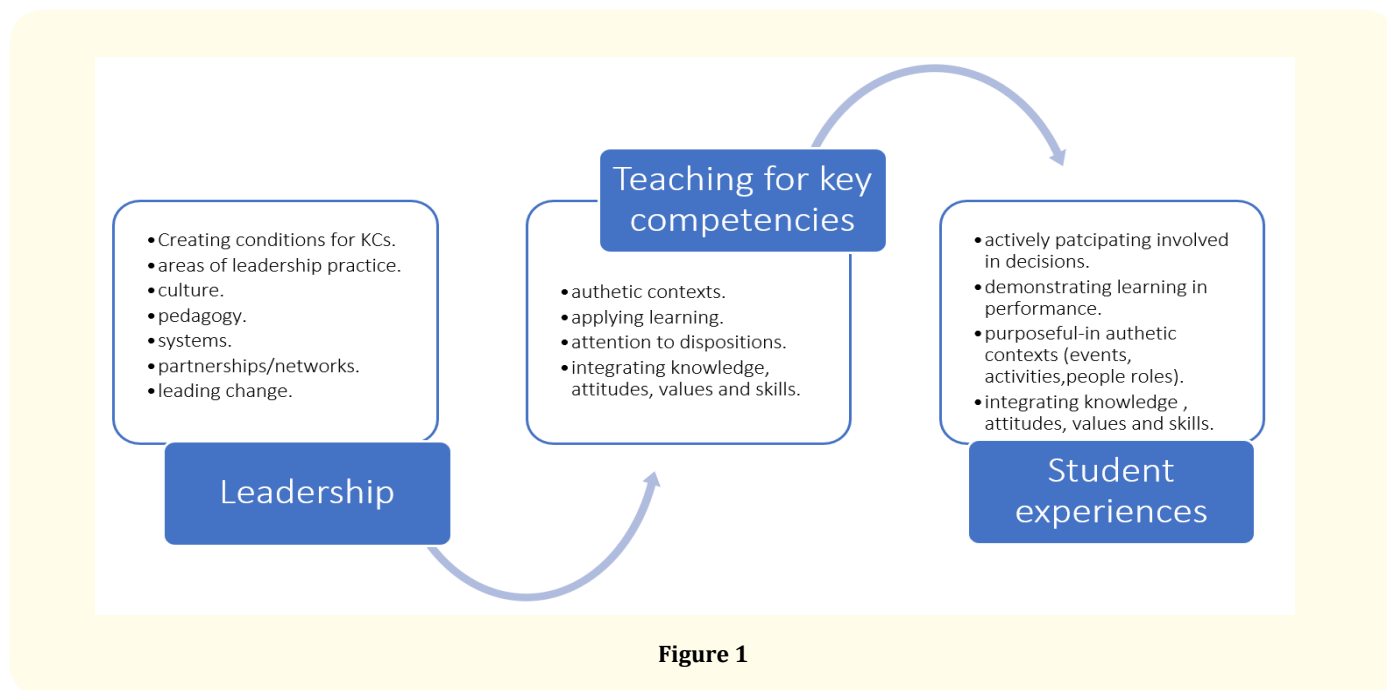 •Creating conditions for KCs.
•areas of leadership practice.
•culture.
•pedagogy.
•systems.
•partnerships/networks.
•leading change.
Leadership
Teaching for key
competencies
•authetic contexts.
•applying learning.
•attention to dispositions.
•integrating knowledge,
attitudes, values and skills.
•actively patcipating involved
in decisions.
•demonstrating learning in
performance.
•purposeful-in authetic
contexts (events,
activities,people roles).
•integrating knowledge ,
attitudes, values and skills.
Student
experiences
Figure 1